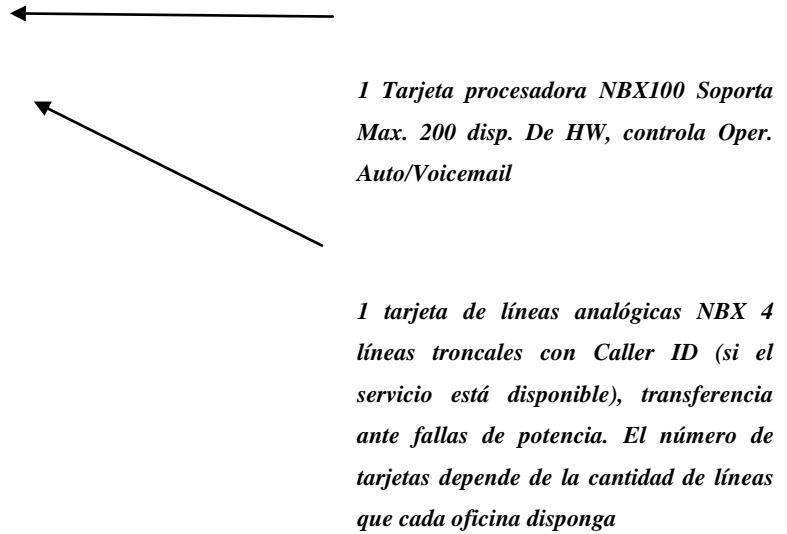 1 Tarjeta procesadora NBX100 Soporta
Max. 200 disp. De HW, controla Oper.
Auto/Voicemail
1 tarjeta de líneas analógicas NBX 4
líneas troncales con Caller ID (si el
servicio está disponible), transferencia
ante fallas de potencia. El número de
tarjetas depende de la cantidad de líneas
que cada oficina disponga